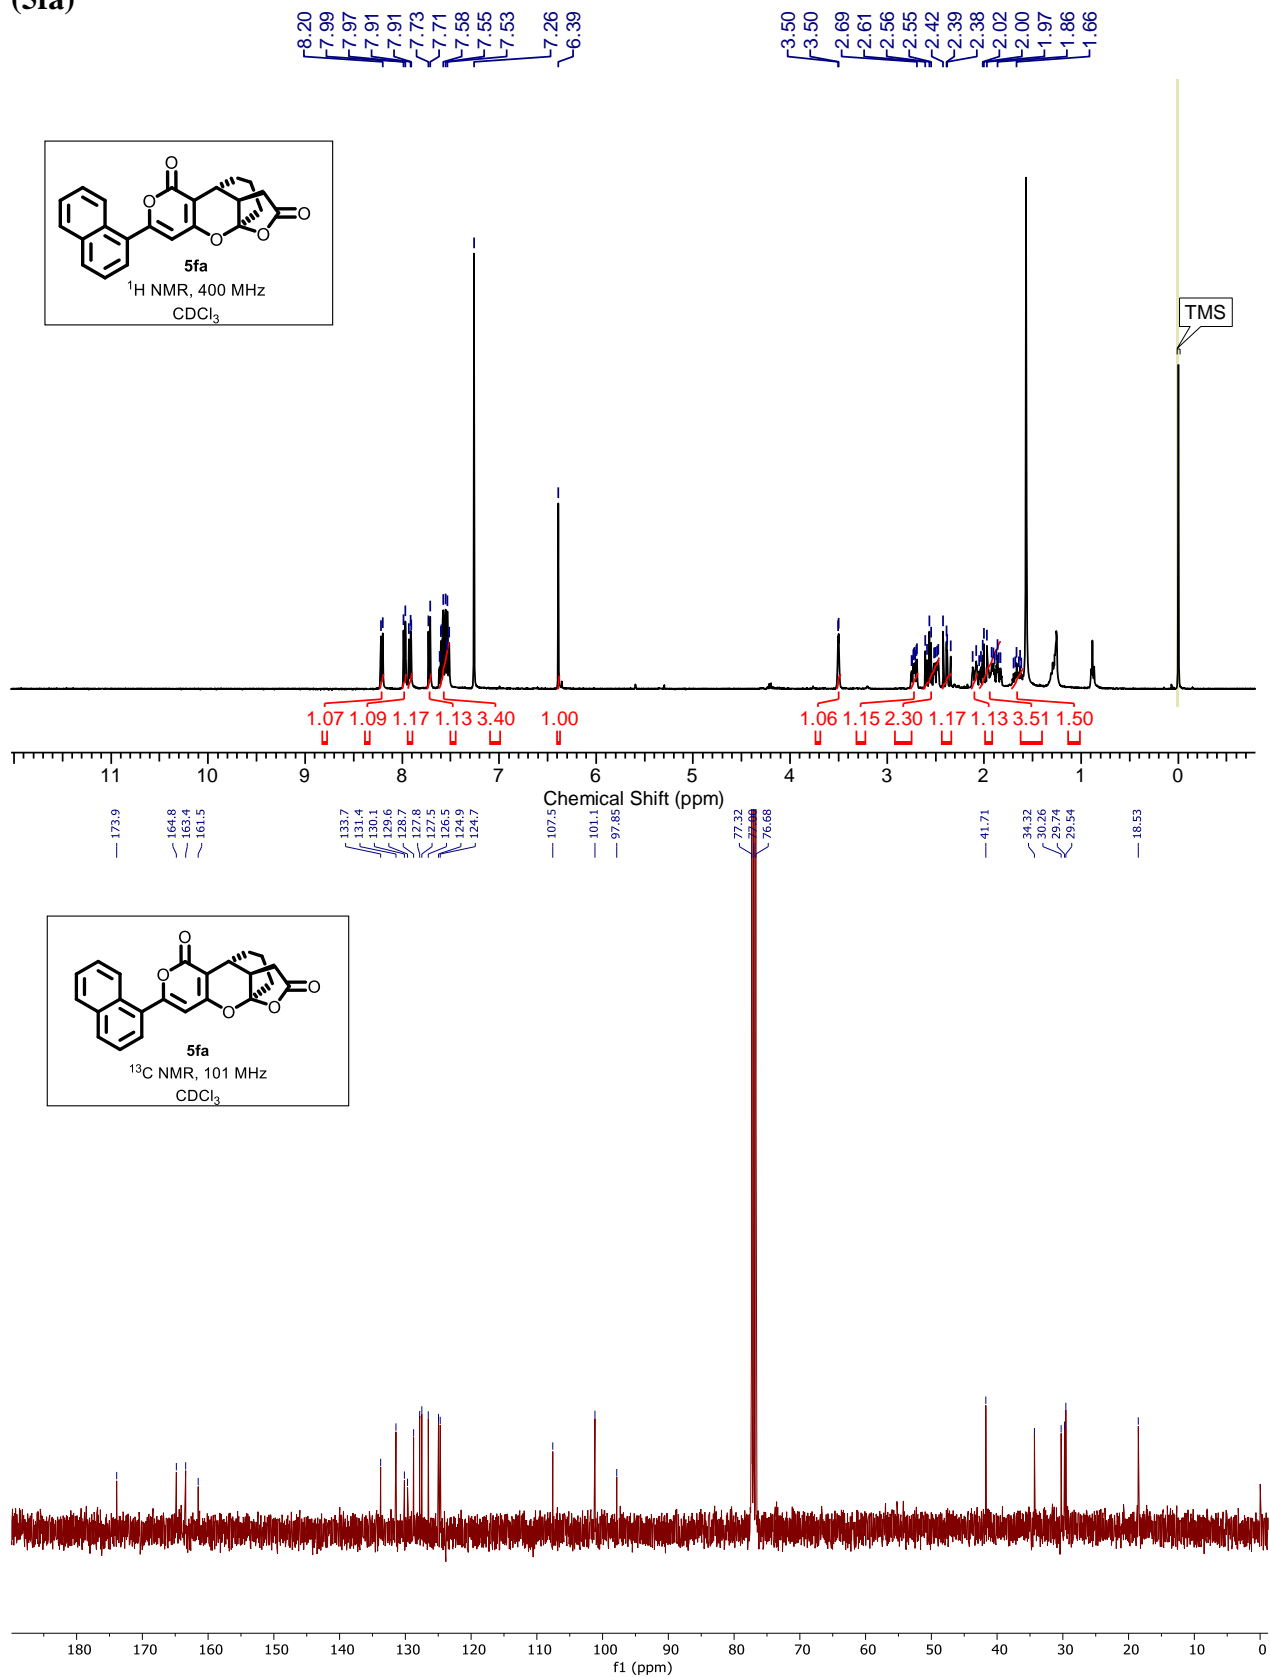 (5fa)
8.20 7.99 7.97 7.91 7.91 7.73 7.71 7.58 7.55 7.53 7.26 6.39 3.50 3.50 2.69 2.61 2.56 2.55 2.42 2.39 2.38 2.02 2.00 1.97 1.86 1.66
O
O
O
O
O
5fa
¹H NMR, 400 MHz
CDCl₃
TMS
1.07 1.09 1.17 1.13 3.40 1.00 1.06 1.15 2.30 1.17 1.13 3.51 1.50
11 10 9 8 7 6 5 4 3 2 1 0
Chemical Shift (ppm)
173.9 164.8 163.4 161.5 133.7 131.4 130.1 129.6 128.7 127.8 127.5 126.5 124.9 124.7 107.5 101.1 97.85 77.32 77.00 76.68 41.71 34.32 30.26 29.74 29.54 18.53
O
O
O
O
O
5fa
¹³C NMR, 101 MHz
CDCl₃
180 170 160 150 140 130 120 110 100 90 80 70 60 50 40 30 20 10 0
f1 (ppm)